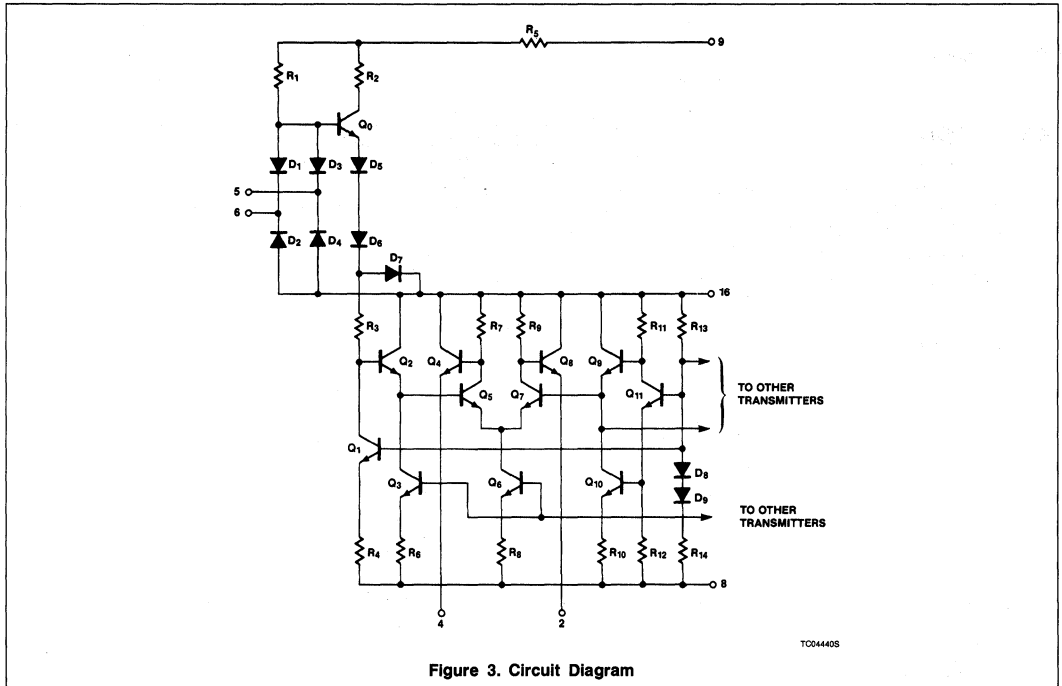 R5
9
R1
R2
Q0
D1
D3
D5
5
6
D2
D4
D6
D7
16
R3
R7
R9
R11
R13
Q2
Q4
Q8
Q9
Q5
Q7
Q11
TO OTHER
TRANSMITTERS
Q1
Q3
Q6
Q10
D8
D9
TO OTHER
TRANSMITTERS
R4
R6
R8
R10
R12
R14
8
4
2
TC04440S
Figure 3. Circuit Diagram